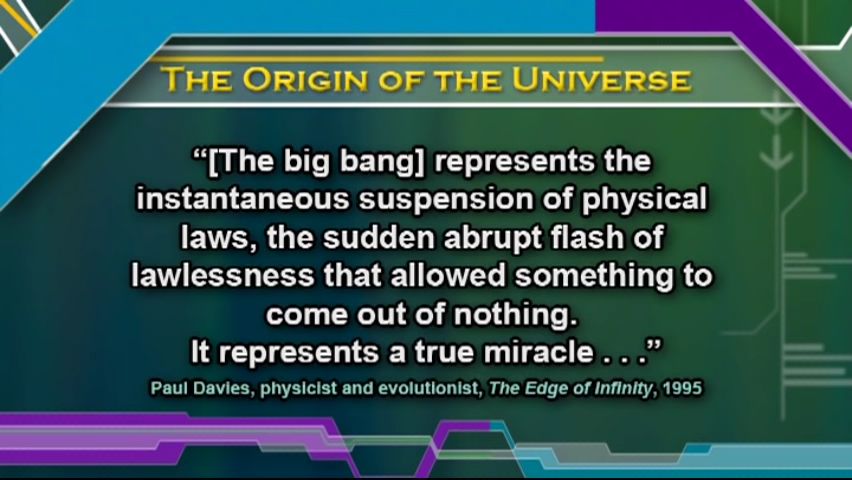 THE ORIGIN OF THE UNIVERSE
“[The big bang] represents the
instantaneous suspension of physical
laws, the sudden abrupt flash of
lawlessness that allowed something to
come out of nothing.
It represents a true miracle . . .”
Paul Davies, physicist and evolutionist, The Edge of Infinity, 1995